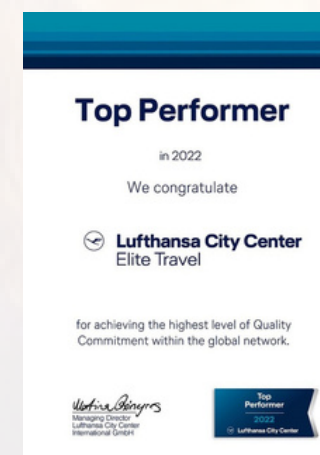 Top Performer
in 2022
We congratulate
Lufthansa City Center
Elite Travel
for achieving the highest level of Quality
Commitment within the global network.
Managing Director
Lufthansa City Center
International GmbH
Top
Performer
2022
Lufthansa City Center